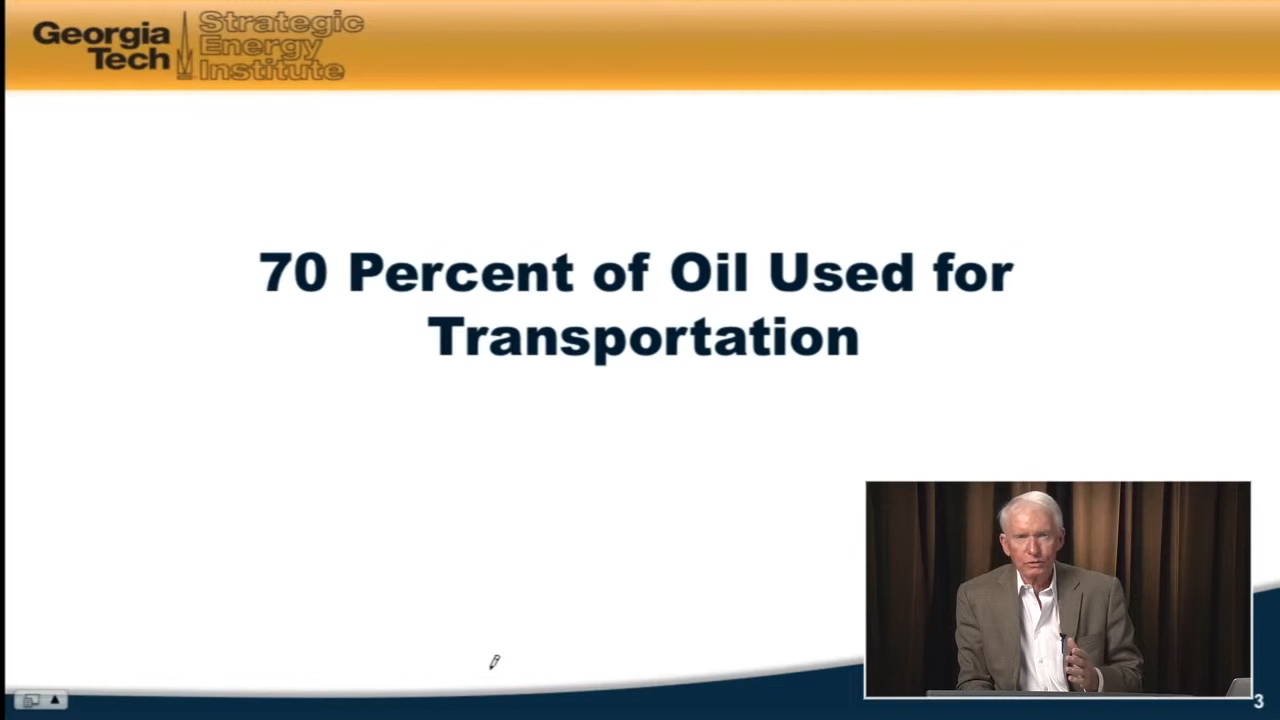 Georgia
Tech
Strategic
Energy
Institute
70 Percent of Oil Used for
Transportation
3